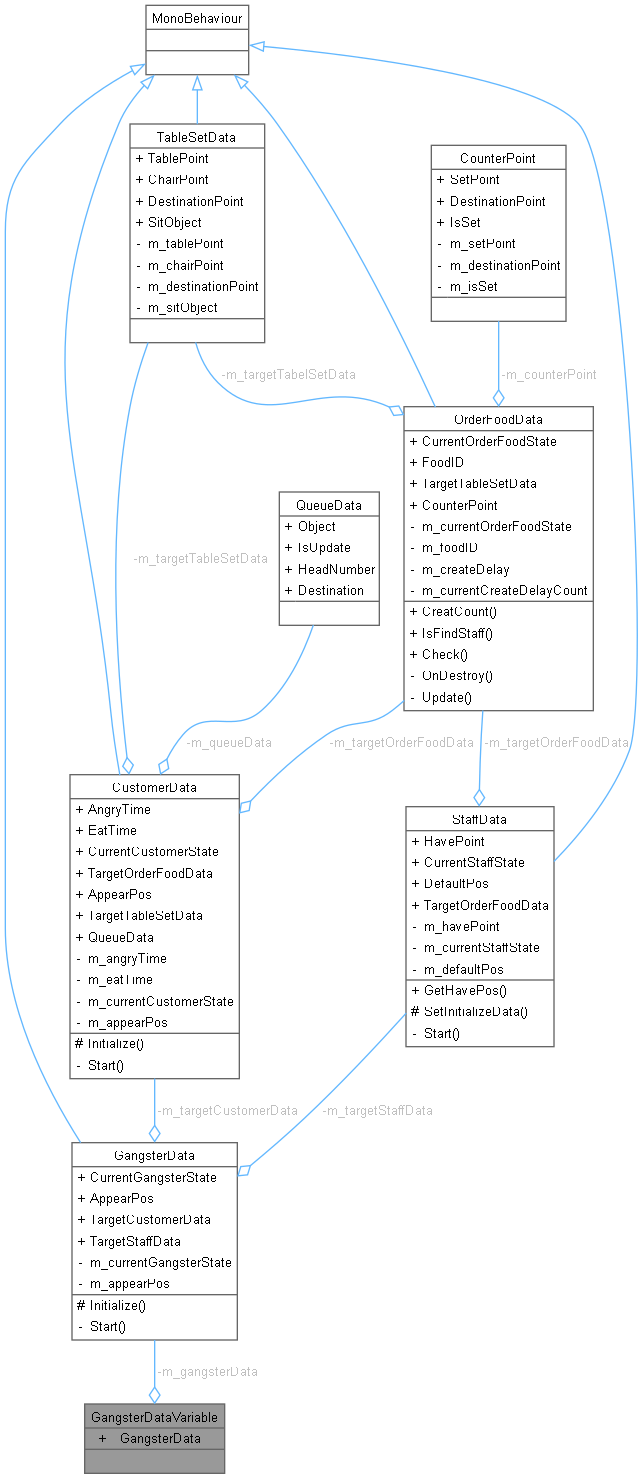 MonoBehaviour
TableSetData
+ TablePoint
+ ChairPoint
+ DestinationPoint
+ SitObject
- m_tablePoint
- m_chairPoint
- m_destinationPoint
- m_sitObject
CounterPoint
+ SetPoint
+ DestinationPoint
+ IsSet
- m_setPoint
- m_destinationPoint
- m_isSet
-m_targetTabelSetData
-m_counterPoint
OrderFoodData
+ CurrentOrderFoodState
+ FoodID
+ TargetTableSetData
+ CounterPoint
- m_currentOrderFoodState
- m_foodID
- m_createDelay
- m_currentCreateDelayCount
+ CreatCount()
+ IsFindStaff()
+ Check()
- OnDestroy()
- Update()
QueueData
+ Object
+ IsUpdate
+ HeadNumber
+ Destination
-m_targetTableSetData
-m_queueData
-m_targetOrderFoodData
-m_targetOrderFoodData
CustomerData
+ AngryTime
+ EatTime
+ CurrentCustomerState
+ TargetOrderFoodData
+ AppearPos
+ TargetTableSetData
+ QueueData
- m_angryTime
- m_eatTime
- m_currentCustomerState
- m_appearPos
# Initialize()
- Start()
StaffData
+ HavePoint
+ CurrentStaffState
+ DefaultPos
+ TargetOrderFoodData
- m_havePoint
- m_currentStaffState
- m_defaultPos
+ GetHavePos()
# SetInitializeData()
- Start()
-m_targetCustomerData
-m_targetStaffData
GangsterData
+ CurrentGangsterState
+ AppearPos
+ TargetCustomerData
+ TargetStaffData
- m_currentGangsterState
- m_appearPos
# Initialize()
- Start()
-m_gangsterData
GangsterDataVariable
+ GangsterData